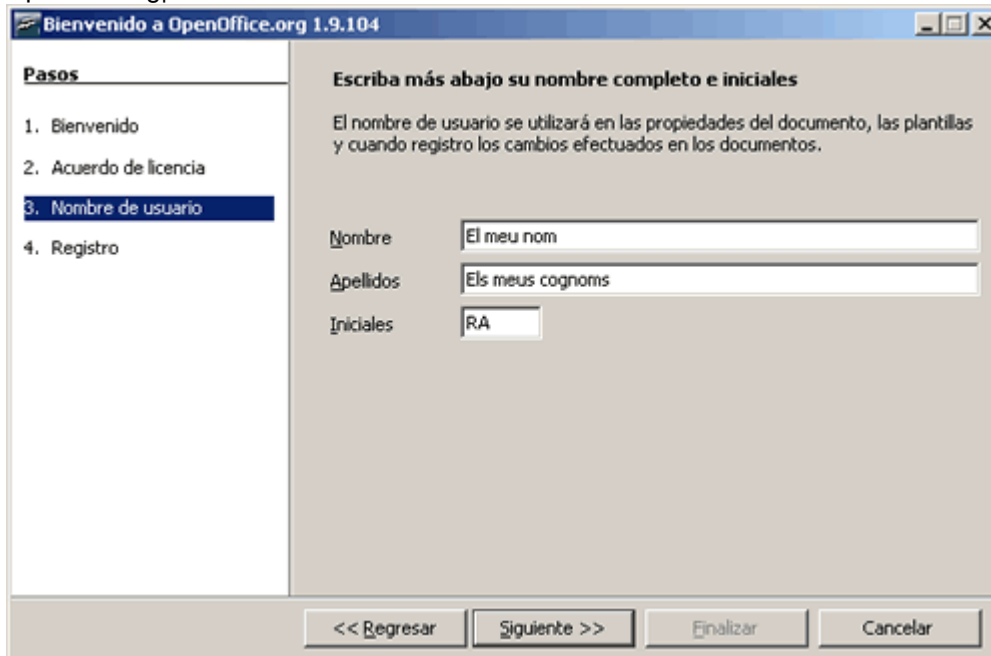 Bienvenido a OpenOffice.org 1.9.104
Pasos
1. Bienvenido
2. Acuerdo de licencia
3. Nombre de usuario
4. Registro
Escriba más abajo su nombre completo e iniciales
El nombre de usuario se utilizará en las propiedades del documento, las plantillas
y cuando registro los cambios efectuados en los documentos.
Nombre El meu nom
Apellidos Els meus cognoms
Iniciales RA
<< Regresar Siguiente >> Finalizar Cancelar